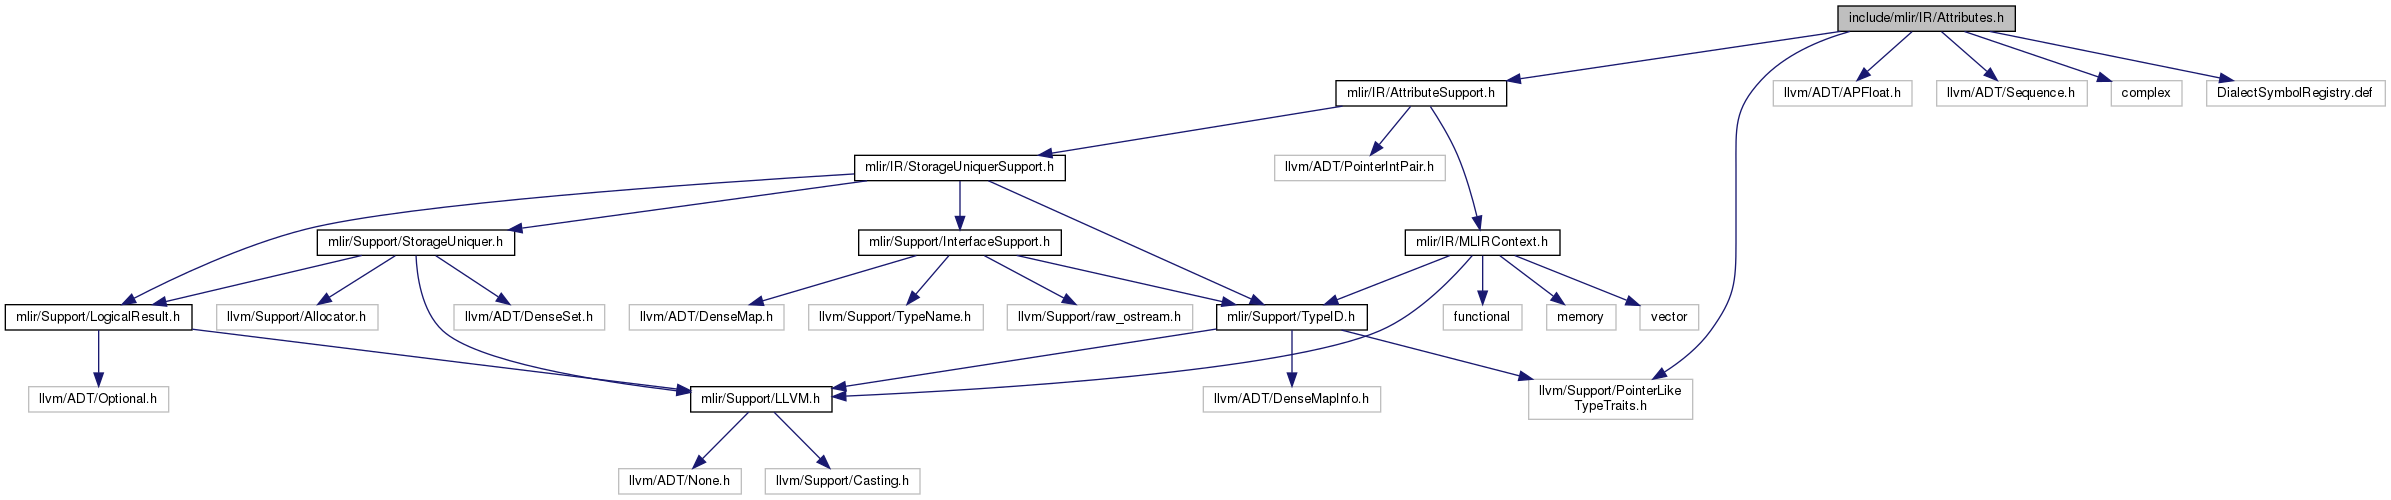 include/mlir/IR/Attributes.h
mlir/IR/AttributeSupport.h
llvm/ADT/APFloat.h
llvm/ADT/Sequence.h
complex
DialectSymbolRegistry.def
mlir/IR/StorageUniquerSupport.h
llvm/ADT/PointerIntPair.h
mlir/Support/StorageUniquer.h
mlir/Support/InterfaceSupport.h
mlir/IR/MLIRContext.h
mlir/Support/LogicalResult.h
llvm/Support/Allocator.h
llvm/ADT/DenseSet.h
llvm/ADT/DenseMap.h
llvm/Support/TypeName.h
llvm/Support/raw_ostream.h
mlir/Support/TypeID.h
functional
memory
vector
llvm/ADT/Optional.h
mlir/Support/LLVM.h
llvm/ADT/DenseMapInfo.h
llvm/Support/PointerLike
TypeTraits.h
llvm/ADT/None.h
llvm/Support/Casting.h